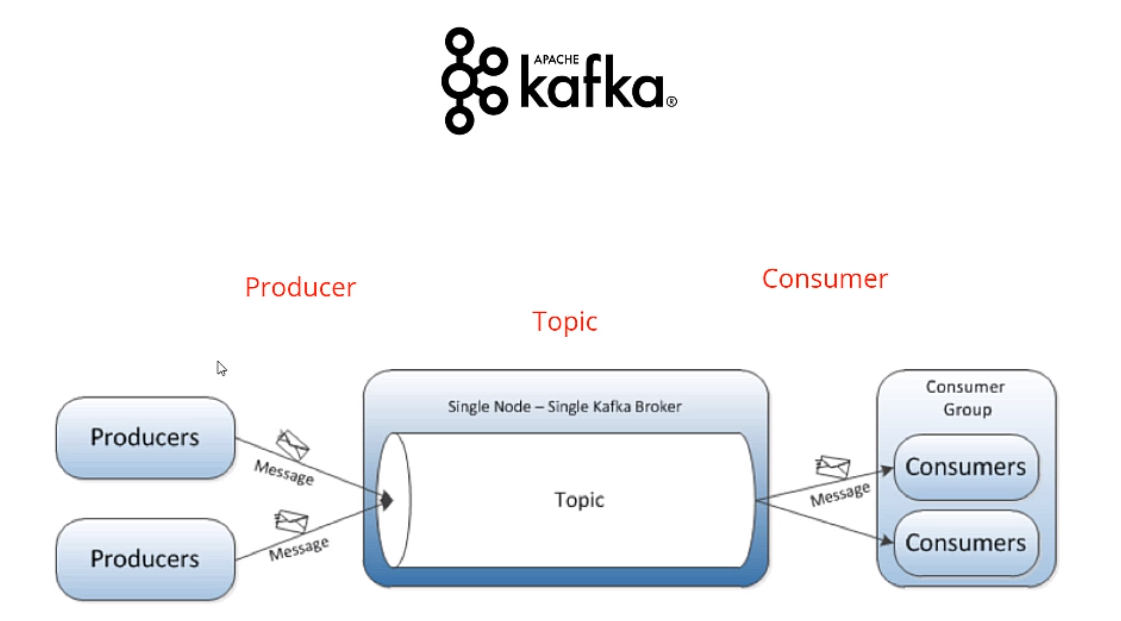 APACHE
kafka®
Producer
Consumer
Topic
Single Node – Single Kafka Broker
Consumer
Group
Producers
Message
Topic
Message
Consumers
Producers
Message
Consumers